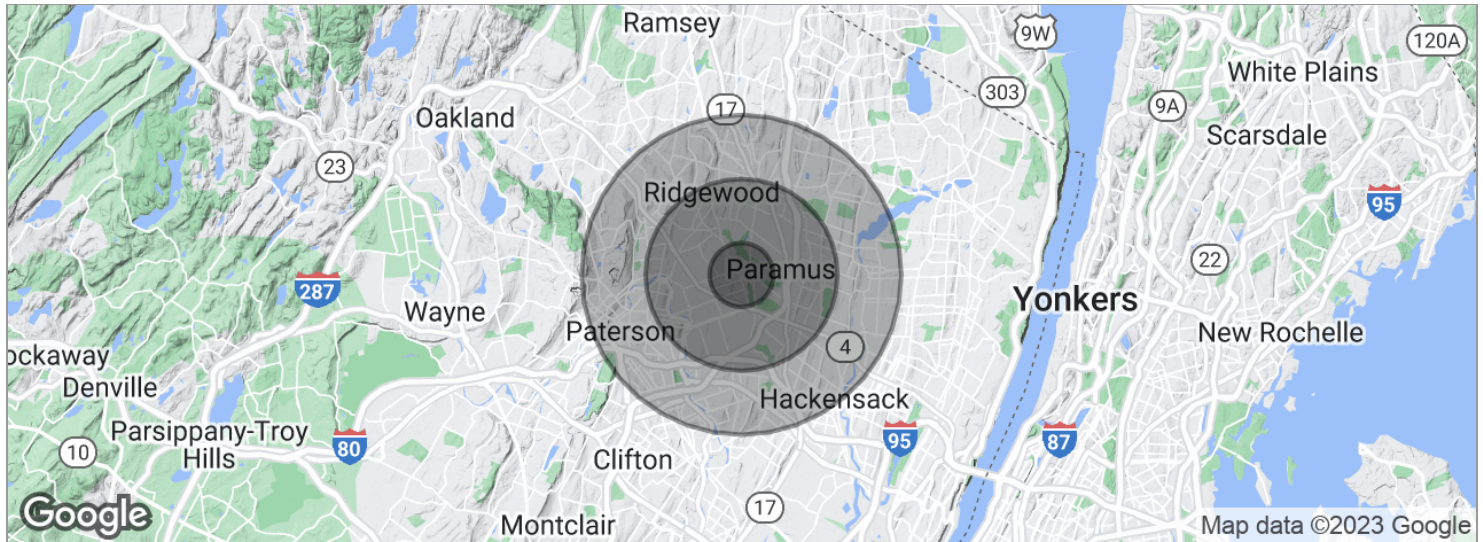 Ramsey
9W
120A
White Plains
303
9A
17
Oakland
Scarsdale
23
Ridgewood
95
Paramus
22
287
Yonkers
Wayne
Paterson
New Rochelle
4
ockaway
Denville
Hackensack
Parsippany-Troy
Hills
10
80
95
87
Clifton
17
Montclair
Google
Map data ©2023 Google